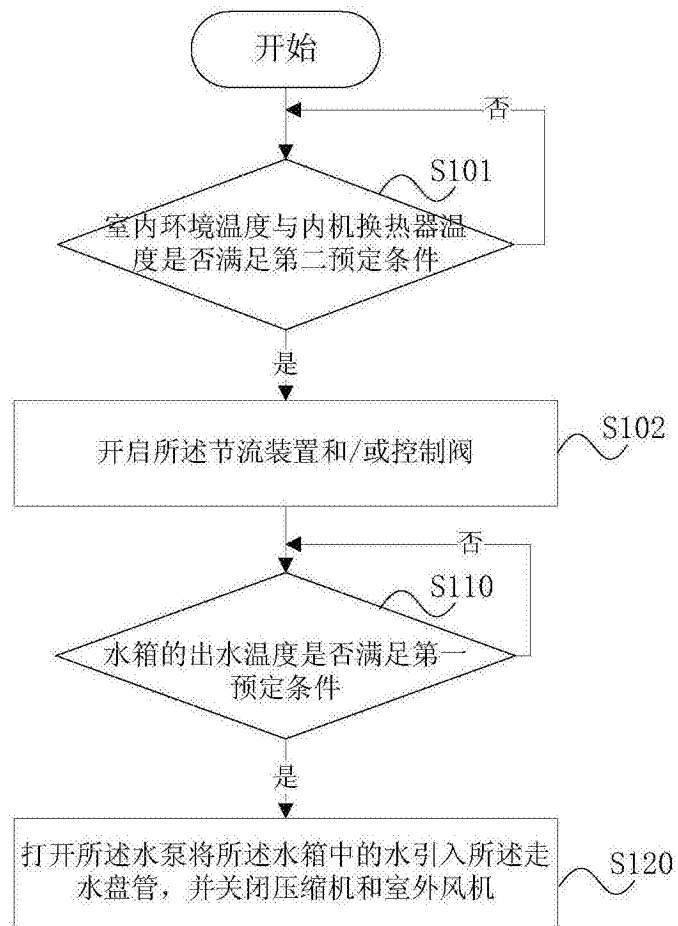 开始
否
S101
室内环境温度与内机换热器温
度是否满足第二预定条件
是
开启所述节流装置和/或控制阀
S102
否
S110
水箱的出水温度是否满足第一
预定条件
是
打开所述水泵将所述水箱中的水引入所述走
水盘管，并关闭压缩机和室外风机
S120